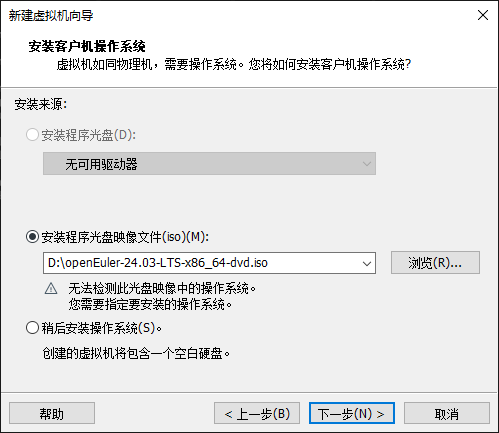 新建虚拟机向导
安装客户机操作系统
虚拟机如同物理机，需要操作系统。您将如何安装客户机操作系统?
安装来源:
安装程序光盘(D):
无可用驱动器
安装程序光盘映像文件(iso)(M):
D:\openEuler-24.03-LTS-x86_64-dvd.iso
浏览(R)...
无法检测此光盘映像中的操作系统。
您需要指定要安装的操作系统。
稍后安装操作系统(S)。
创建的虚拟机将包含一个空白硬盘。
帮助
< 上一步(B)
下一步(N) >
取消